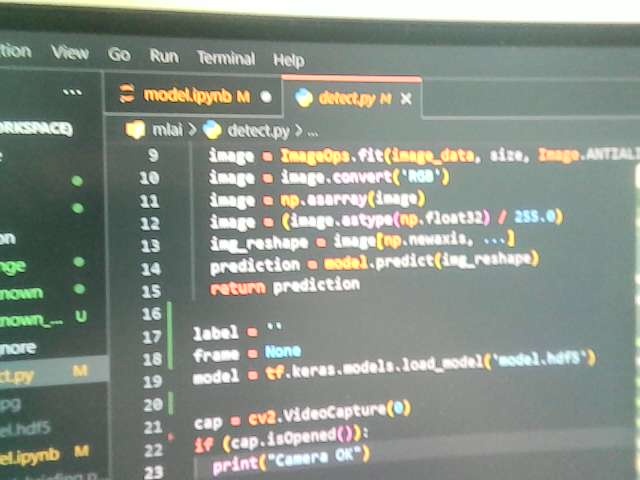 View Go Run Terminal Help
...
model.ipynb M ● detect.py M ×
mlai > detect.py > ...
9 image = ImageOps.fit(image_data, size, Image.ANTIALI
10 image = image.convert('RGB')
11 image = np.asarray(image)
12 image = (image.astype(np.float32) / 255.0)
13 img_reshape = image[np.newaxis, ...]
14 prediction = model.predict(img_reshape)
15 return prediction
16
17 label = ''
18 frame = None
19 model = tf.keras.models.load_model('model.hdf5')
20
21 cap = cv2.VideoCapture(0)
22 if (cap.isOpened()):
23 print("Camera OK")
ORKSPACE)
on
nge
nown
nown_... U
nore
ct.py M
pg
el.hdf5
el.ipynb M